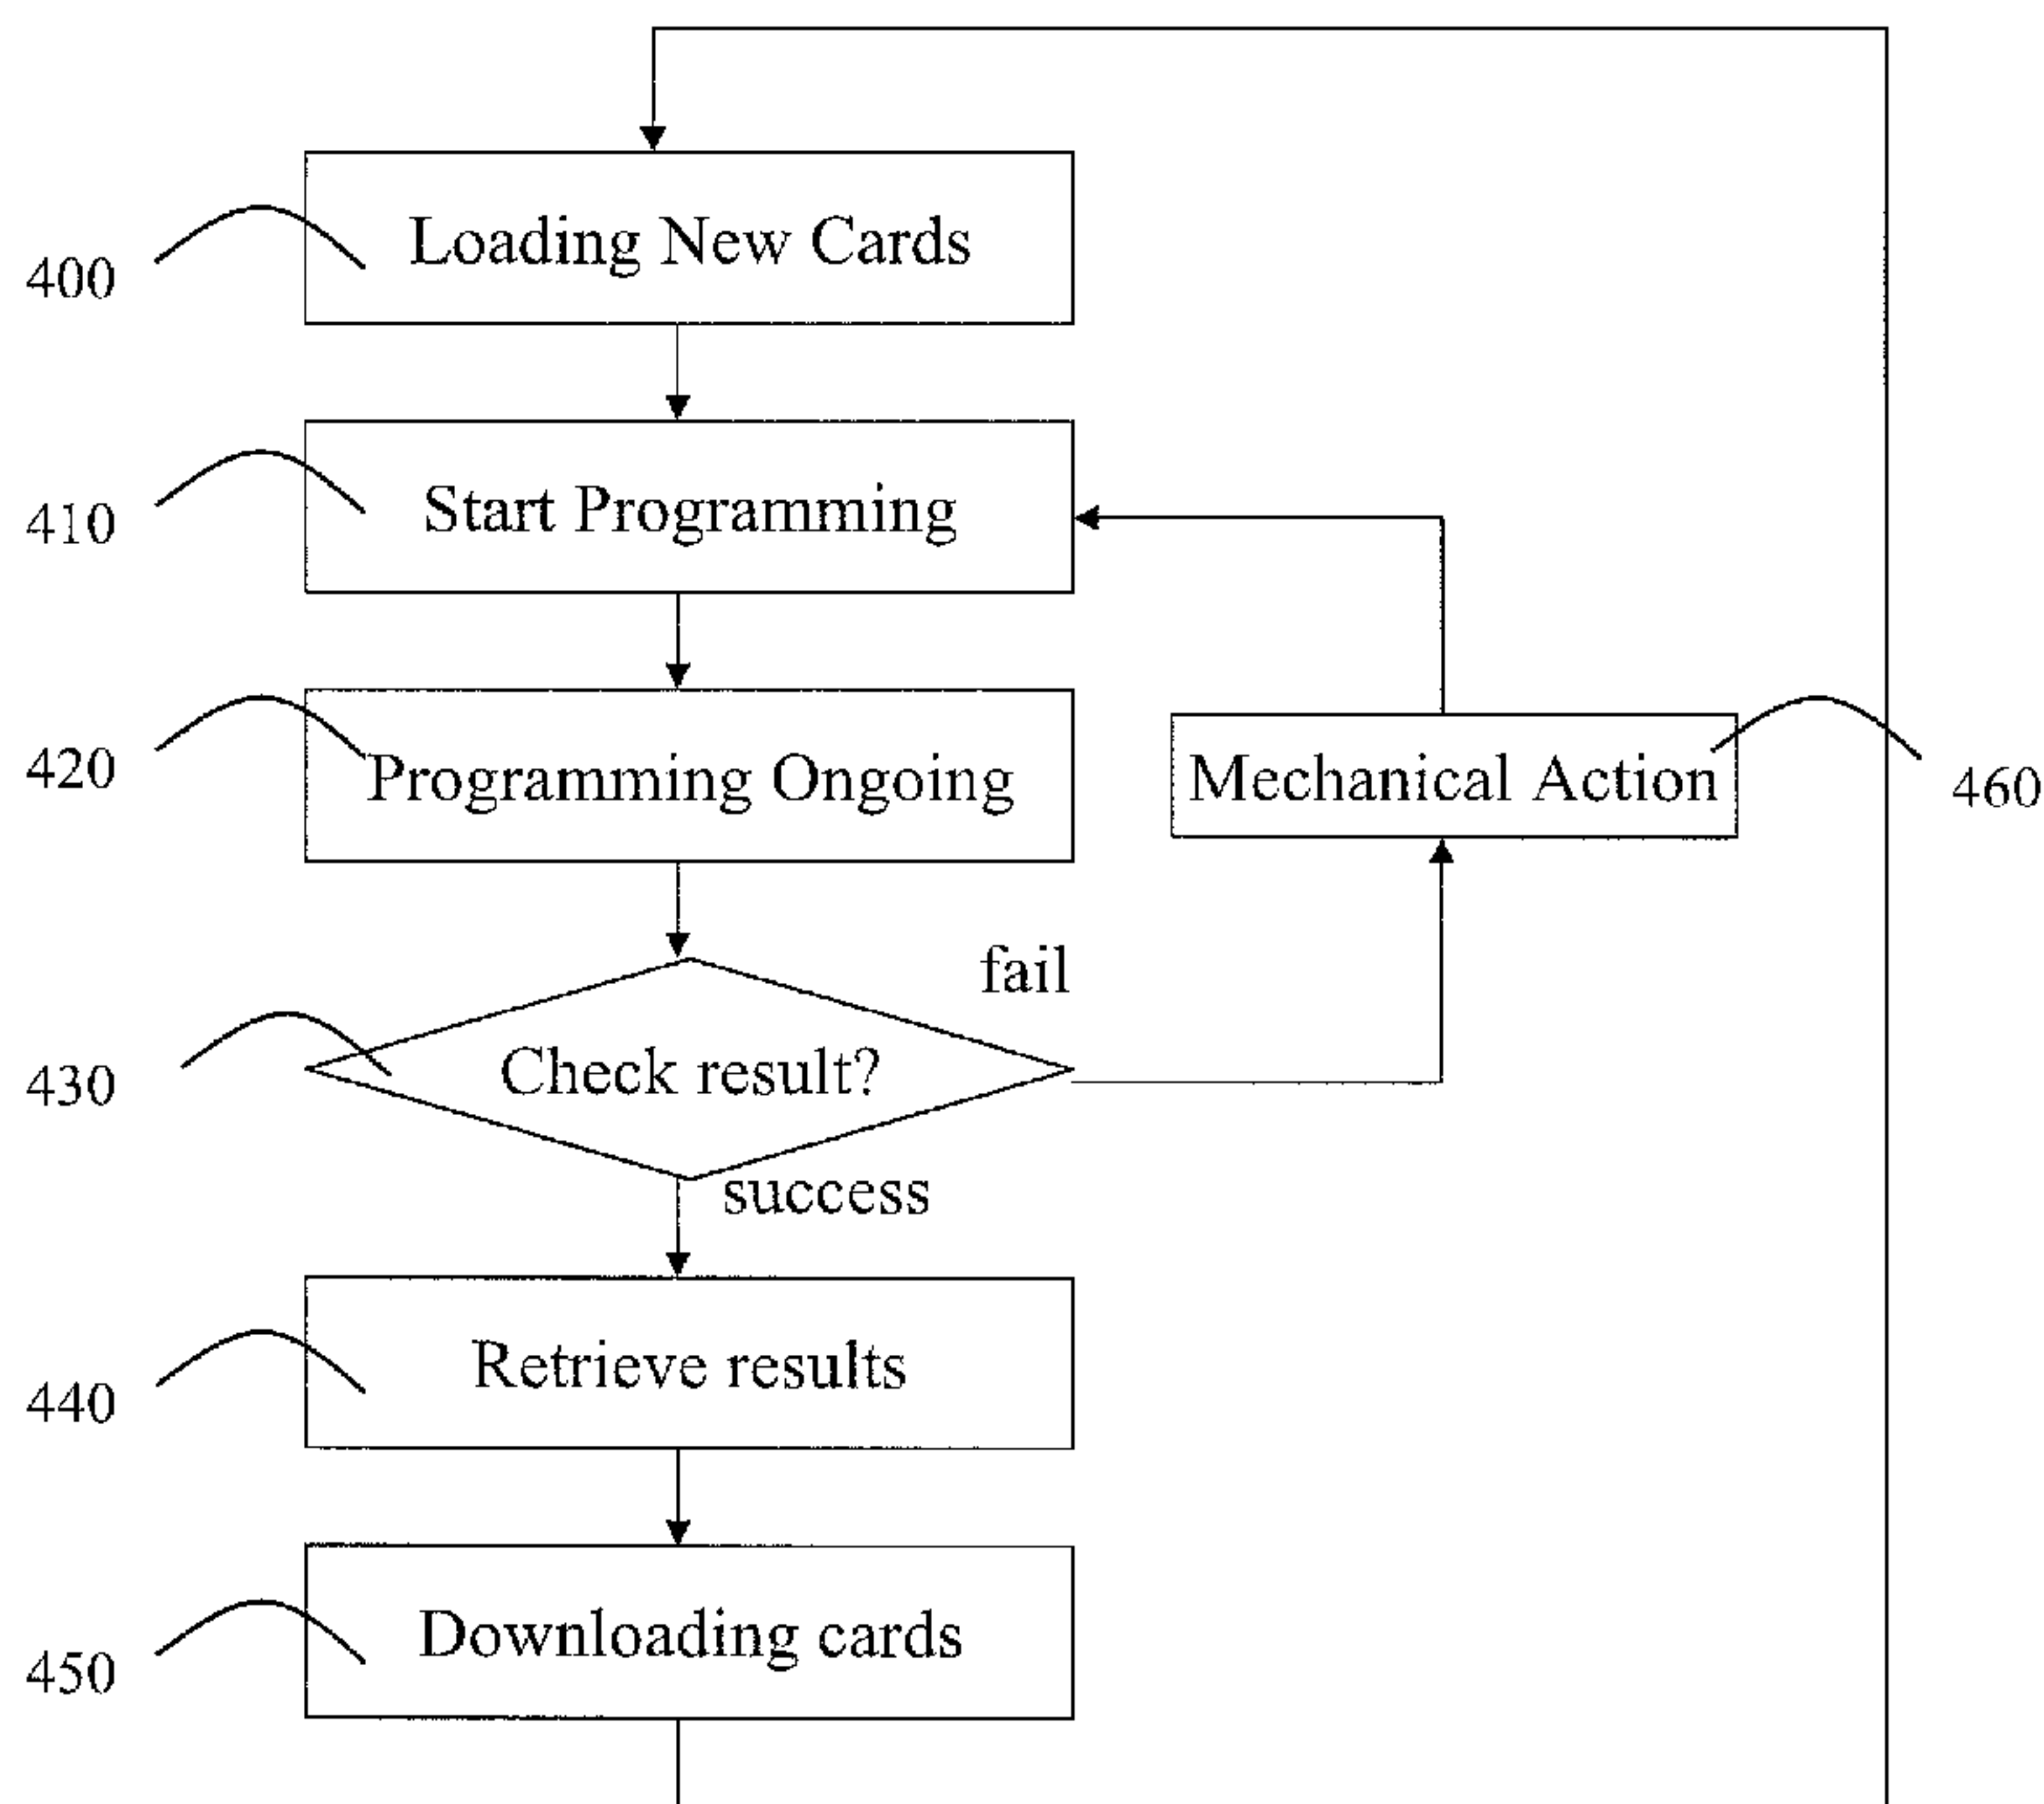 Loading New Cards
400
Start Programming
410
Programming Ongoing
420
Mechanical Action
460
fail
Check result?
430
success
Retrieve results
440
Downloading cards
450